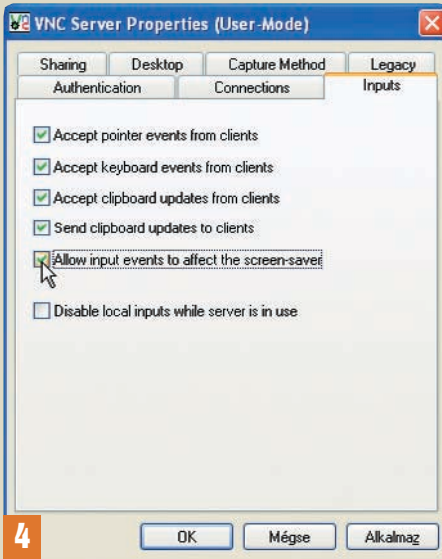 VNC Server Properties (User-Mode)
Sharing Desktop Capture Method Legacy
Authentication Connections Inputs
Accept pointer events from clients
Accept keyboard events from clients
Accept clipboard updates from clients
Send clipboard updates to clients
Allow input events to affect the screen-saver
Disable local inputs while server is in use
4
OK Mégse Alkalmaz